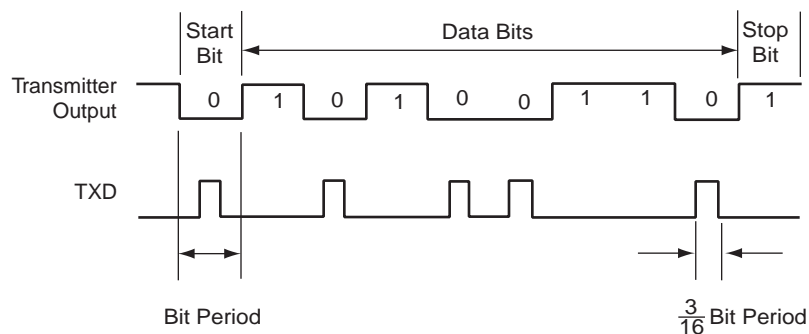 Start
Bit
Data Bits
Stop
Bit
Transmitter
Output
0 1 0 1 0 0 1 1 0 1
TXD
Bit Period
3/16 Bit Period